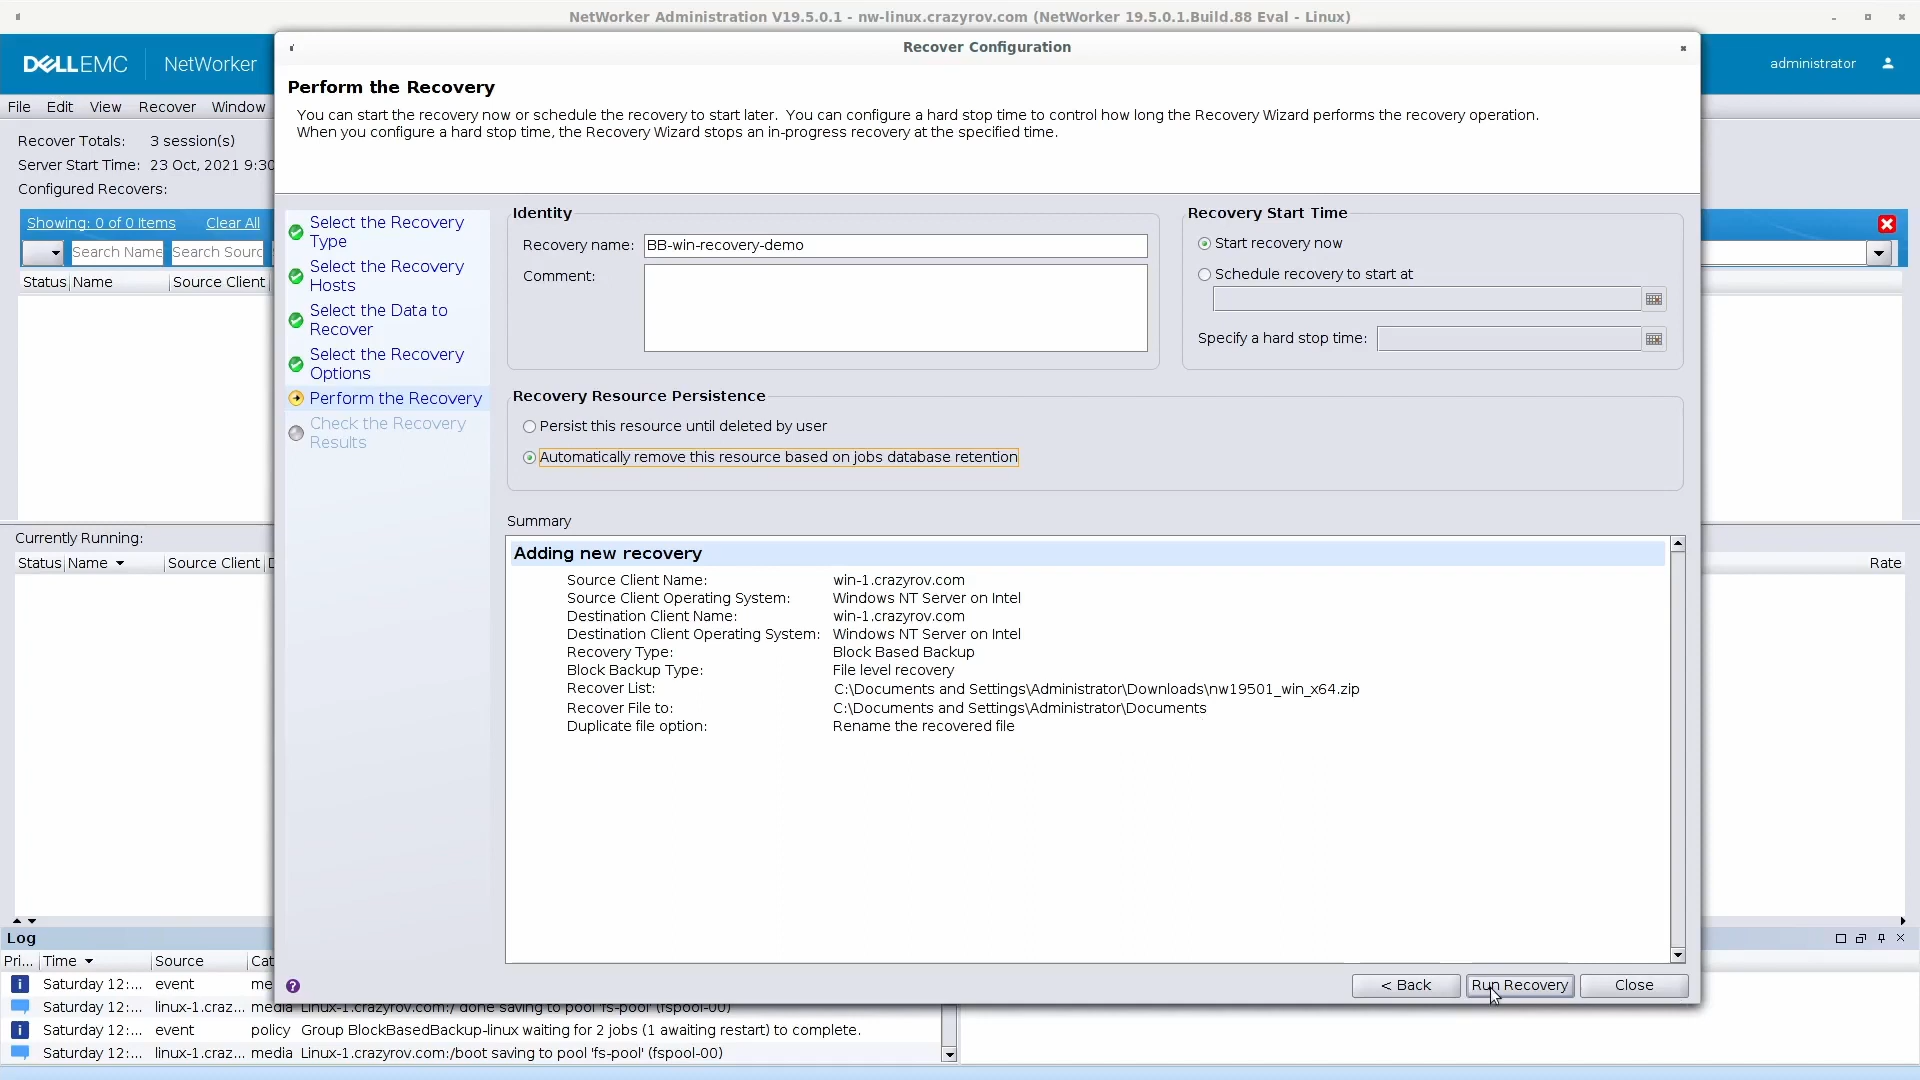 NetWorker Administration V19.5.0.1 - nw-linux.crazyrov.com (NetWorker 19.5.0.1.Build.88 Eval - Linux)
DELLEMC NetWorker
administrator
File Edit View Recover Window
Recover Totals: 3 session(s)
Server Start Time: 23 Oct, 2021 9:30
Configured Recovers:
Showing: 0 of 0 Items Clear All
Search Name Search Sourc
Status Name Source Client
Currently Running:
Status Name Source Client D
Rate
Recover Configuration
Perform the Recovery
You can start the recovery now or schedule the recovery to start later. You can configure a hard stop time to control how long the Recovery Wizard performs the recovery operation.
When you configure a hard stop time, the Recovery Wizard stops an in-progress recovery at the specified time.
Select the Recovery
Type
Select the Recovery
Hosts
Select the Data to
Recover
Select the Recovery
Options
Perform the Recovery
Check the Recovery
Results
Identity
Recovery name: BB-win-recovery-demo
Comment:
Recovery Start Time
Start recovery now
Schedule recovery to start at
Specify a hard stop time:
Recovery Resource Persistence
Persist this resource until deleted by user
Automatically remove this resource based on jobs database retention
Summary
Adding new recovery
Source Client Name: win-1.crazyrov.com
Source Client Operating System: Windows NT Server on Intel
Destination Client Name: win-1.crazyrov.com
Destination Client Operating System: Windows NT Server on Intel
Recovery Type: Block Based Backup
Block Backup Type: File level recovery
Recover List: C:\Documents and Settings\Administrator\Downloads\nw19501_win_x64.zip
Recover File to: C:\Documents and Settings\Administrator\Documents
Duplicate file option: Rename the recovered file
? < Back Run Recovery Close
Log
Pri... Time Source Cat
i Saturday 12:... event me
Saturday 12:... linux-1.craz... media Linux-1.crazyrov.com:/ done saving to pool 'fs-pool' (fspool-00)
i Saturday 12:... event policy Group BlockBasedBackup-linux waiting for 2 jobs (1 awaiting restart) to complete.
Saturday 12:... linux-1.craz... media Linux-1.crazyrov.com:/boot saving to pool 'fs-pool' (fspool-00)